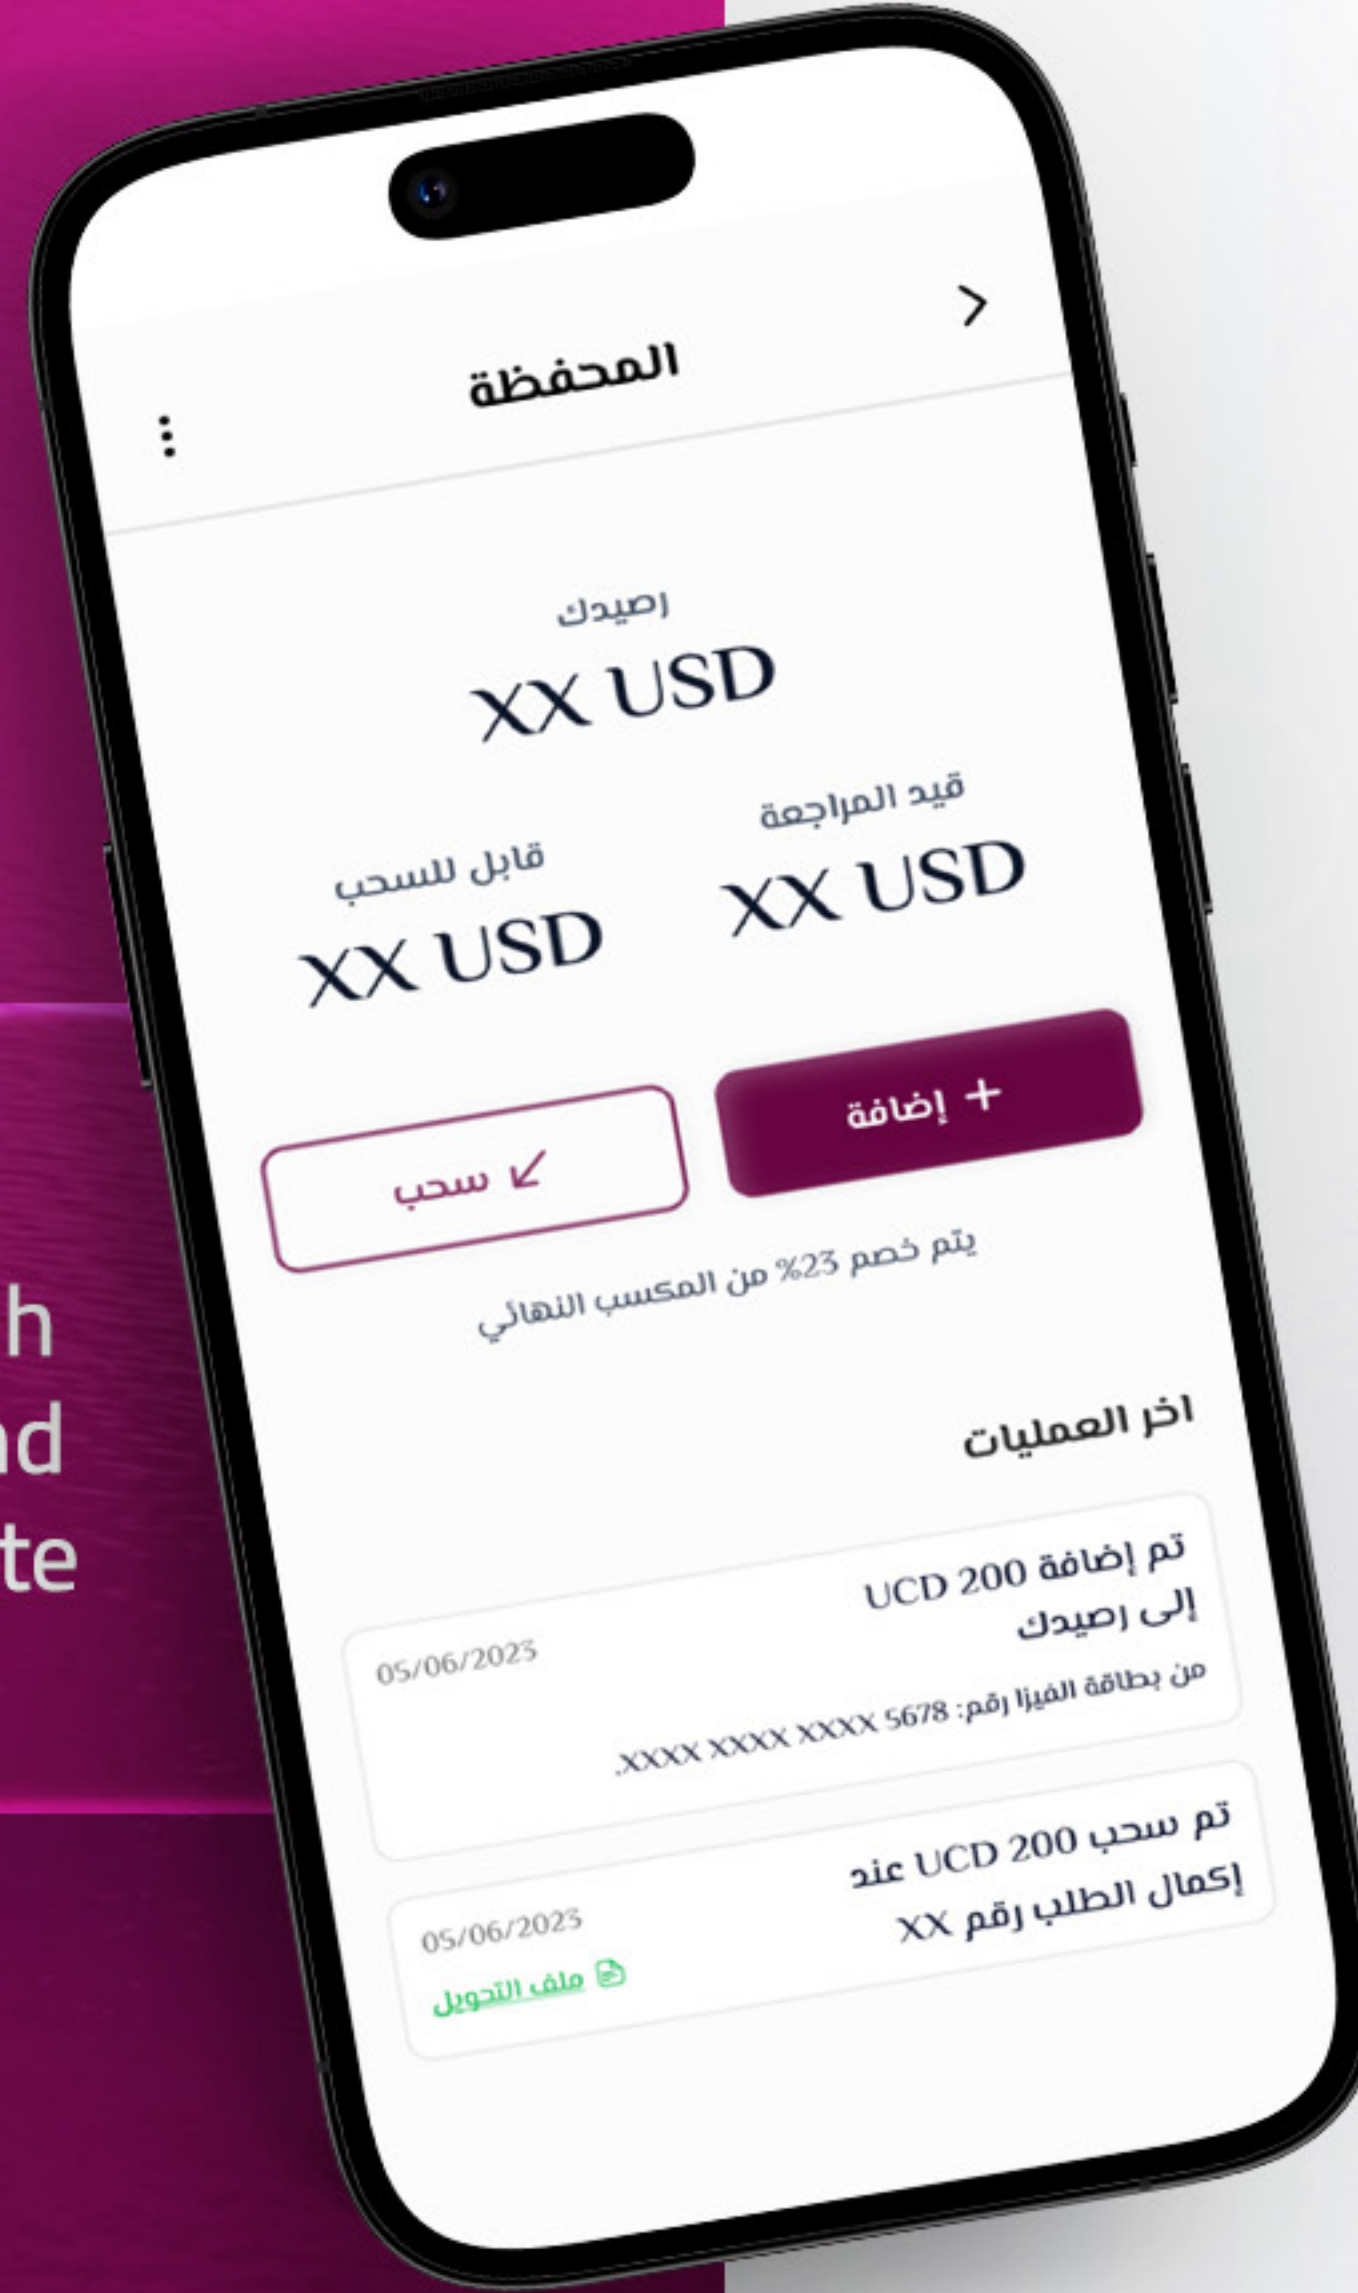 المحفظة
رصيدك
XX USD
قيد المراجعة
XX USD
قابل للسحب
XX USD
+ إضافة
سحب
يتم خصم 23% من المكسب النهائي
اخر العمليات
تم إضافة 200 UCD
إلى رصيدك
05/06/2023
من بطاقة الفيزا رقم: 5678 XXXX XXXX XXXX.
تم سحب 200 UCD عند
إكمال الطلب رقم XX
05/06/2023
ملف التحويل
h
nd
te